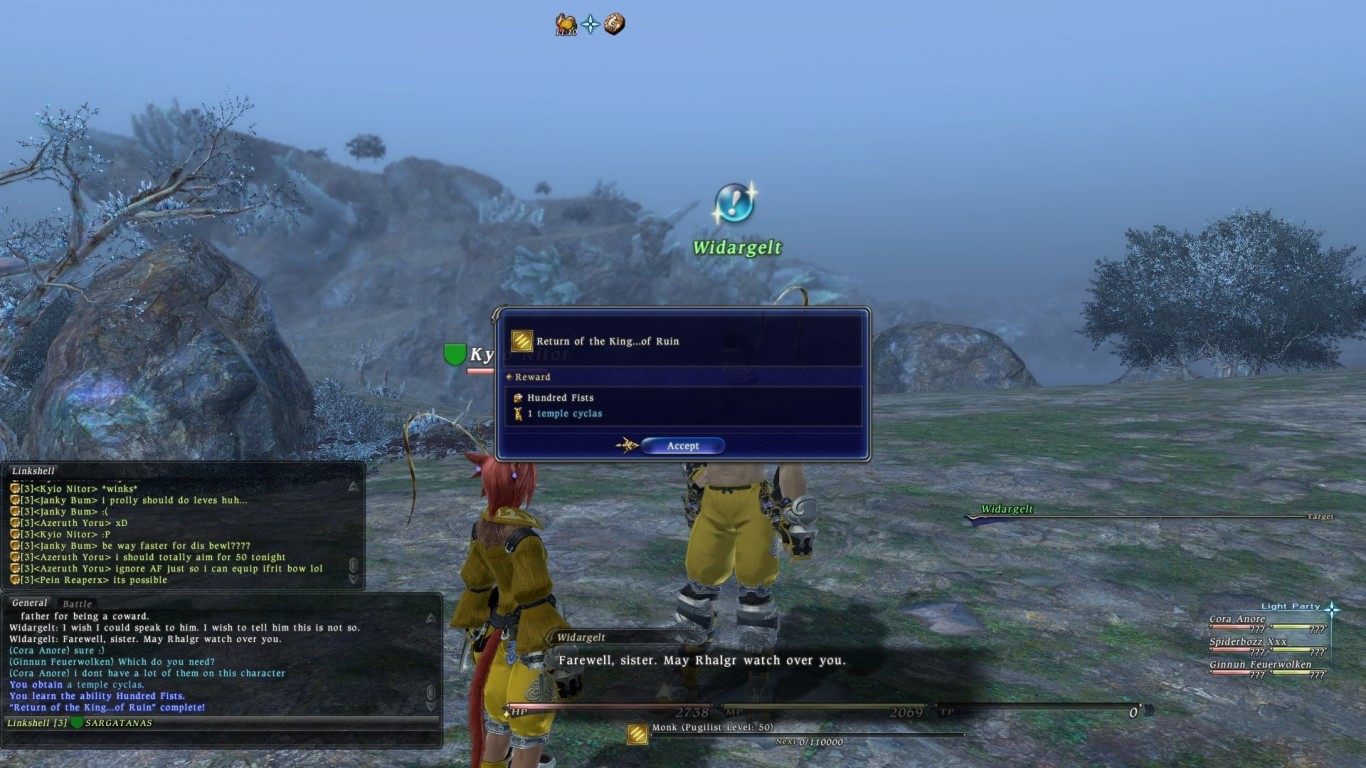 Widargelt
Return of the King...of Ruin
Ky
Nitor
Reward
Hundred Fists
1 temple cyclas
Accept
Linkshell
[3]<Kyio Nitor> *winks*
[3]<Janky Bum> i prolly should do leves huh...
[3]<Janky Bum> :(
[3]<Azeruth Yoru> xD
[3]<Kyio Nitor> :P
[3]<Janky Bum> be way faster for dis bewl????
[3]<Azeruth Yoru> i should totally aim for 50 tonight
[3]<Azeruth Yoru> ignore AF just so i can equip ifrit bow lol
[3]<Pein Reaperx> its possible
Widargelt
Target
General Battle
father for being a coward.
Widargelt: I wish I could speak to him. I wish to tell him this is not so.
Widargelt: Farewell, sister. May Rhalgr watch over you.
(Cora Anore) sure :)
(Ginnun Feuerwolken) Which do you need?
(Cora Anore) i dont have a lot of them on this character
You obtain a temple cyclas.
You learn the ability Hundred Fists.
"Return of the King...of Ruin" complete!
Linkshell [3] SARGATANAS
Widargelt
Farewell, sister. May Rhalgr watch over you.
Light Party
Cora Anore
??? ???
Spiderbozz Xxx
??? ???
Ginnun Feuerwolken
??? ???
HP 2738 MP 2069 TP 0
Monk (Pugilist Level: 50)
Next 0/110000